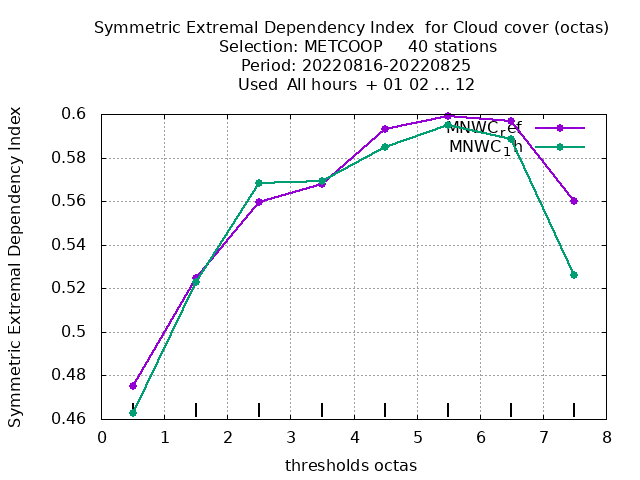 Symmetric Extremal Dependency Index  for Cloud cover (octas)
Selection: METCOOP     40 stations
Period: 20220816-20220825
Used  All hours  + 01 02 ... 12
Symmetric Extremal Dependency Index
0.6
0.58
0.56
0.54
0.52
0.5
0.48
0.46
MNWCref
MNWC1h
0 1 2 3 4 5 6 7 8
thresholds octas